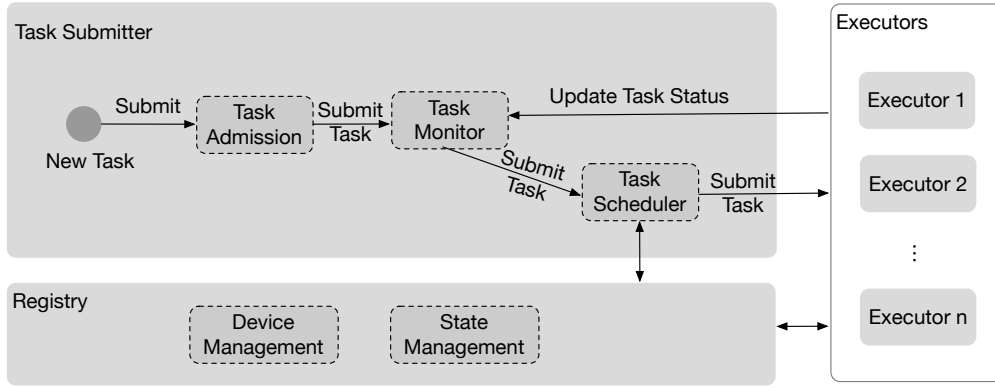 Task Submitter
Executors
Submit
Task
Admission
Submit
Task
Task
Monitor
Update Task Status
Executor 1
New Task
Submit
Task
Task
Scheduler
Submit
Task
Executor 2
⋮
Registry
Device
Management
State
Management
Executor n